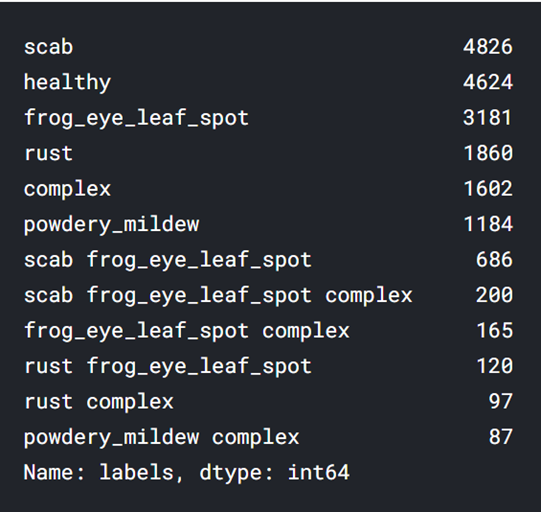 scab 4826
healthy 4624
frog_eye_leaf_spot 3181
rust 1860
complex 1602
powdery_mildew 1184
scab frog_eye_leaf_spot 686
scab frog_eye_leaf_spot complex 200
frog_eye_leaf_spot complex 165
rust frog_eye_leaf_spot 120
rust complex 97
powdery_mildew complex 87
Name: labels, dtype: int64